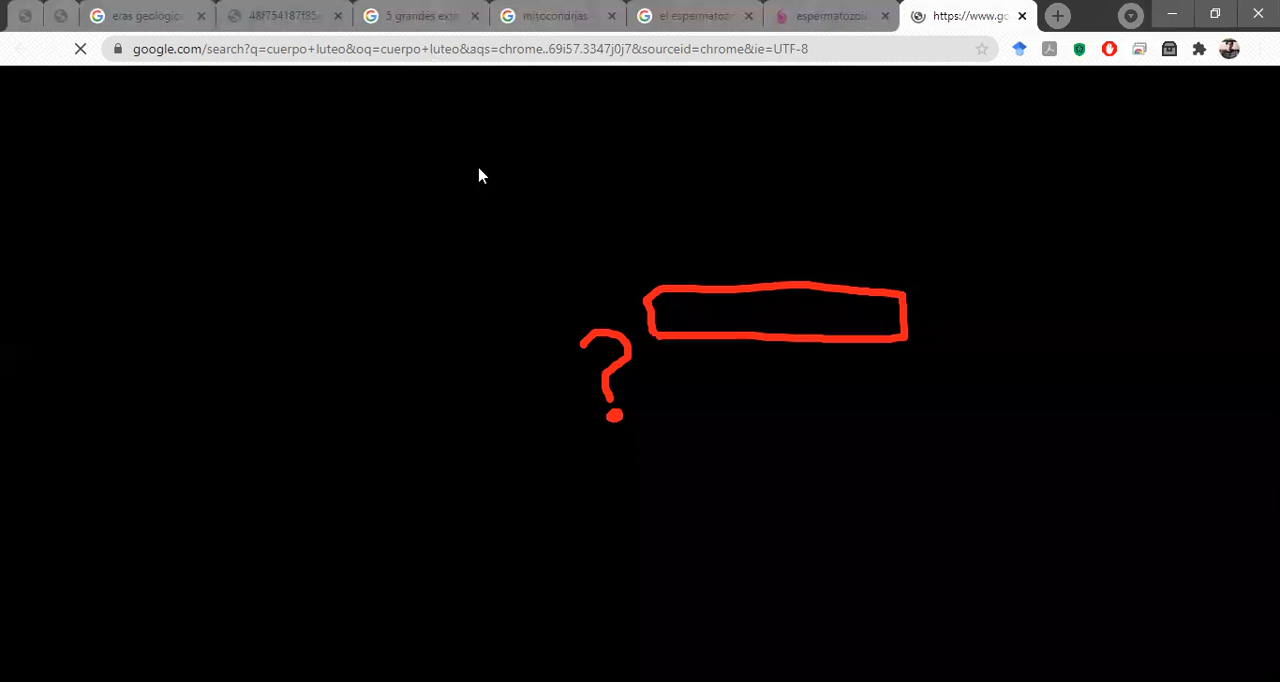 eras geologica
48f754187f85
5 grandes ext
mitocondrias
el espermatoz
espermatozoi
https://www.go
google.com/search?q=cuerpo+luteo&oq=cuerpo+luteo&aqs=chrome..69i57.3347j0j7&sourceid=chrome&ie=UTF-8
?